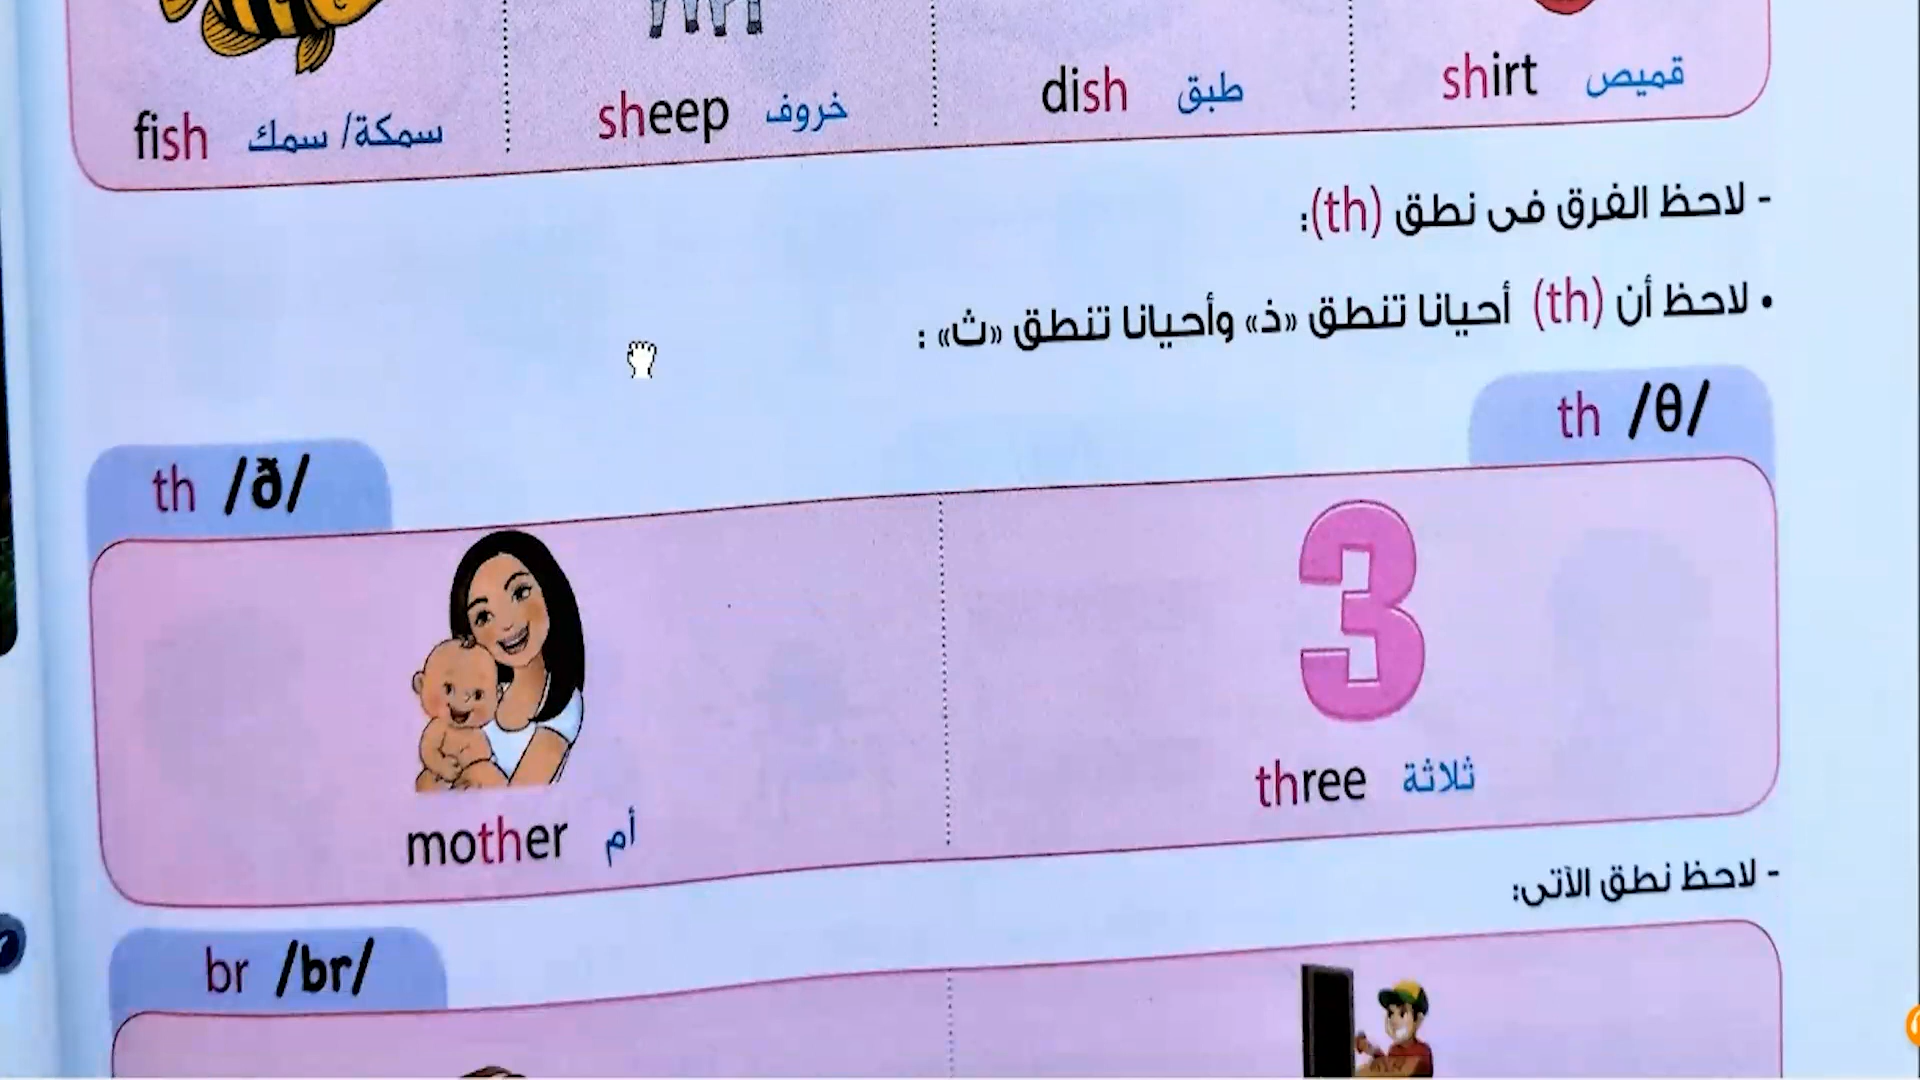 fish سمكة/ سمك
sheep خروف
dish طبق
shirt قميص
- لاحظ الفرق فى نطق (th):
• لاحظ أن (th) أحيانا تنطق «ذ» وأحيانا تنطق «ث» :
th /ð/
th /θ/
3
mother أم
three ثلاثة
- لاحظ نطق الآتى:
br /br/